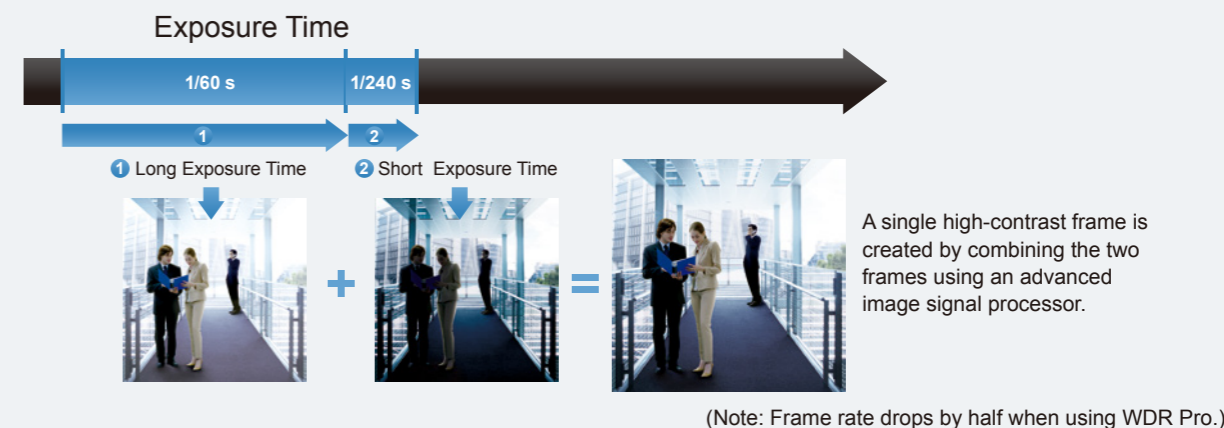 Exposure Time
1/60 s
1/240 s
1
2
1 Long Exposure Time
2 Short Exposure Time
A single high-contrast frame is
created by combining the two
frames using an advanced
image signal processor.
(Note: Frame rate drops by half when using WDR Pro.)